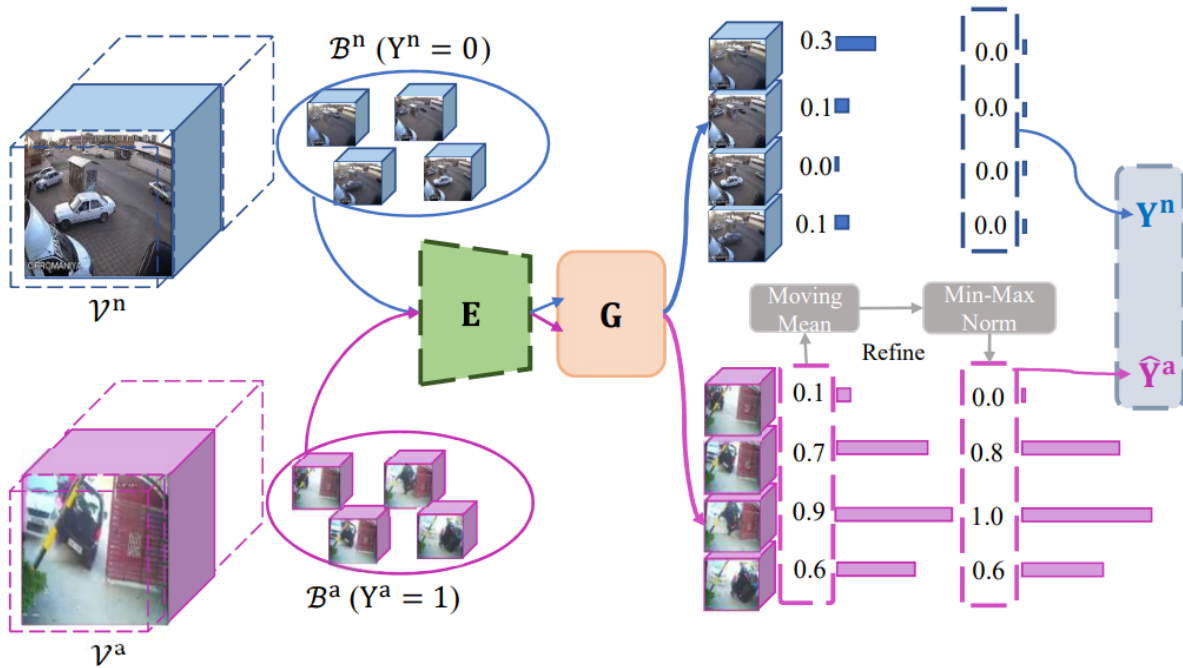 𝓑ⁿ (Yⁿ = 0)
𝒱ⁿ
E
G
0.3
0.1
0.0
0.1
0.0
0.0
0.0
0.0
Yⁿ
Moving
Mean
Min-Max
Norm
Refine
Ŷᵃ
0.1
0.7
0.9
0.6
0.0
0.8
1.0
0.6
𝓑ᵃ (Yᵃ = 1)
𝒱ᵃ